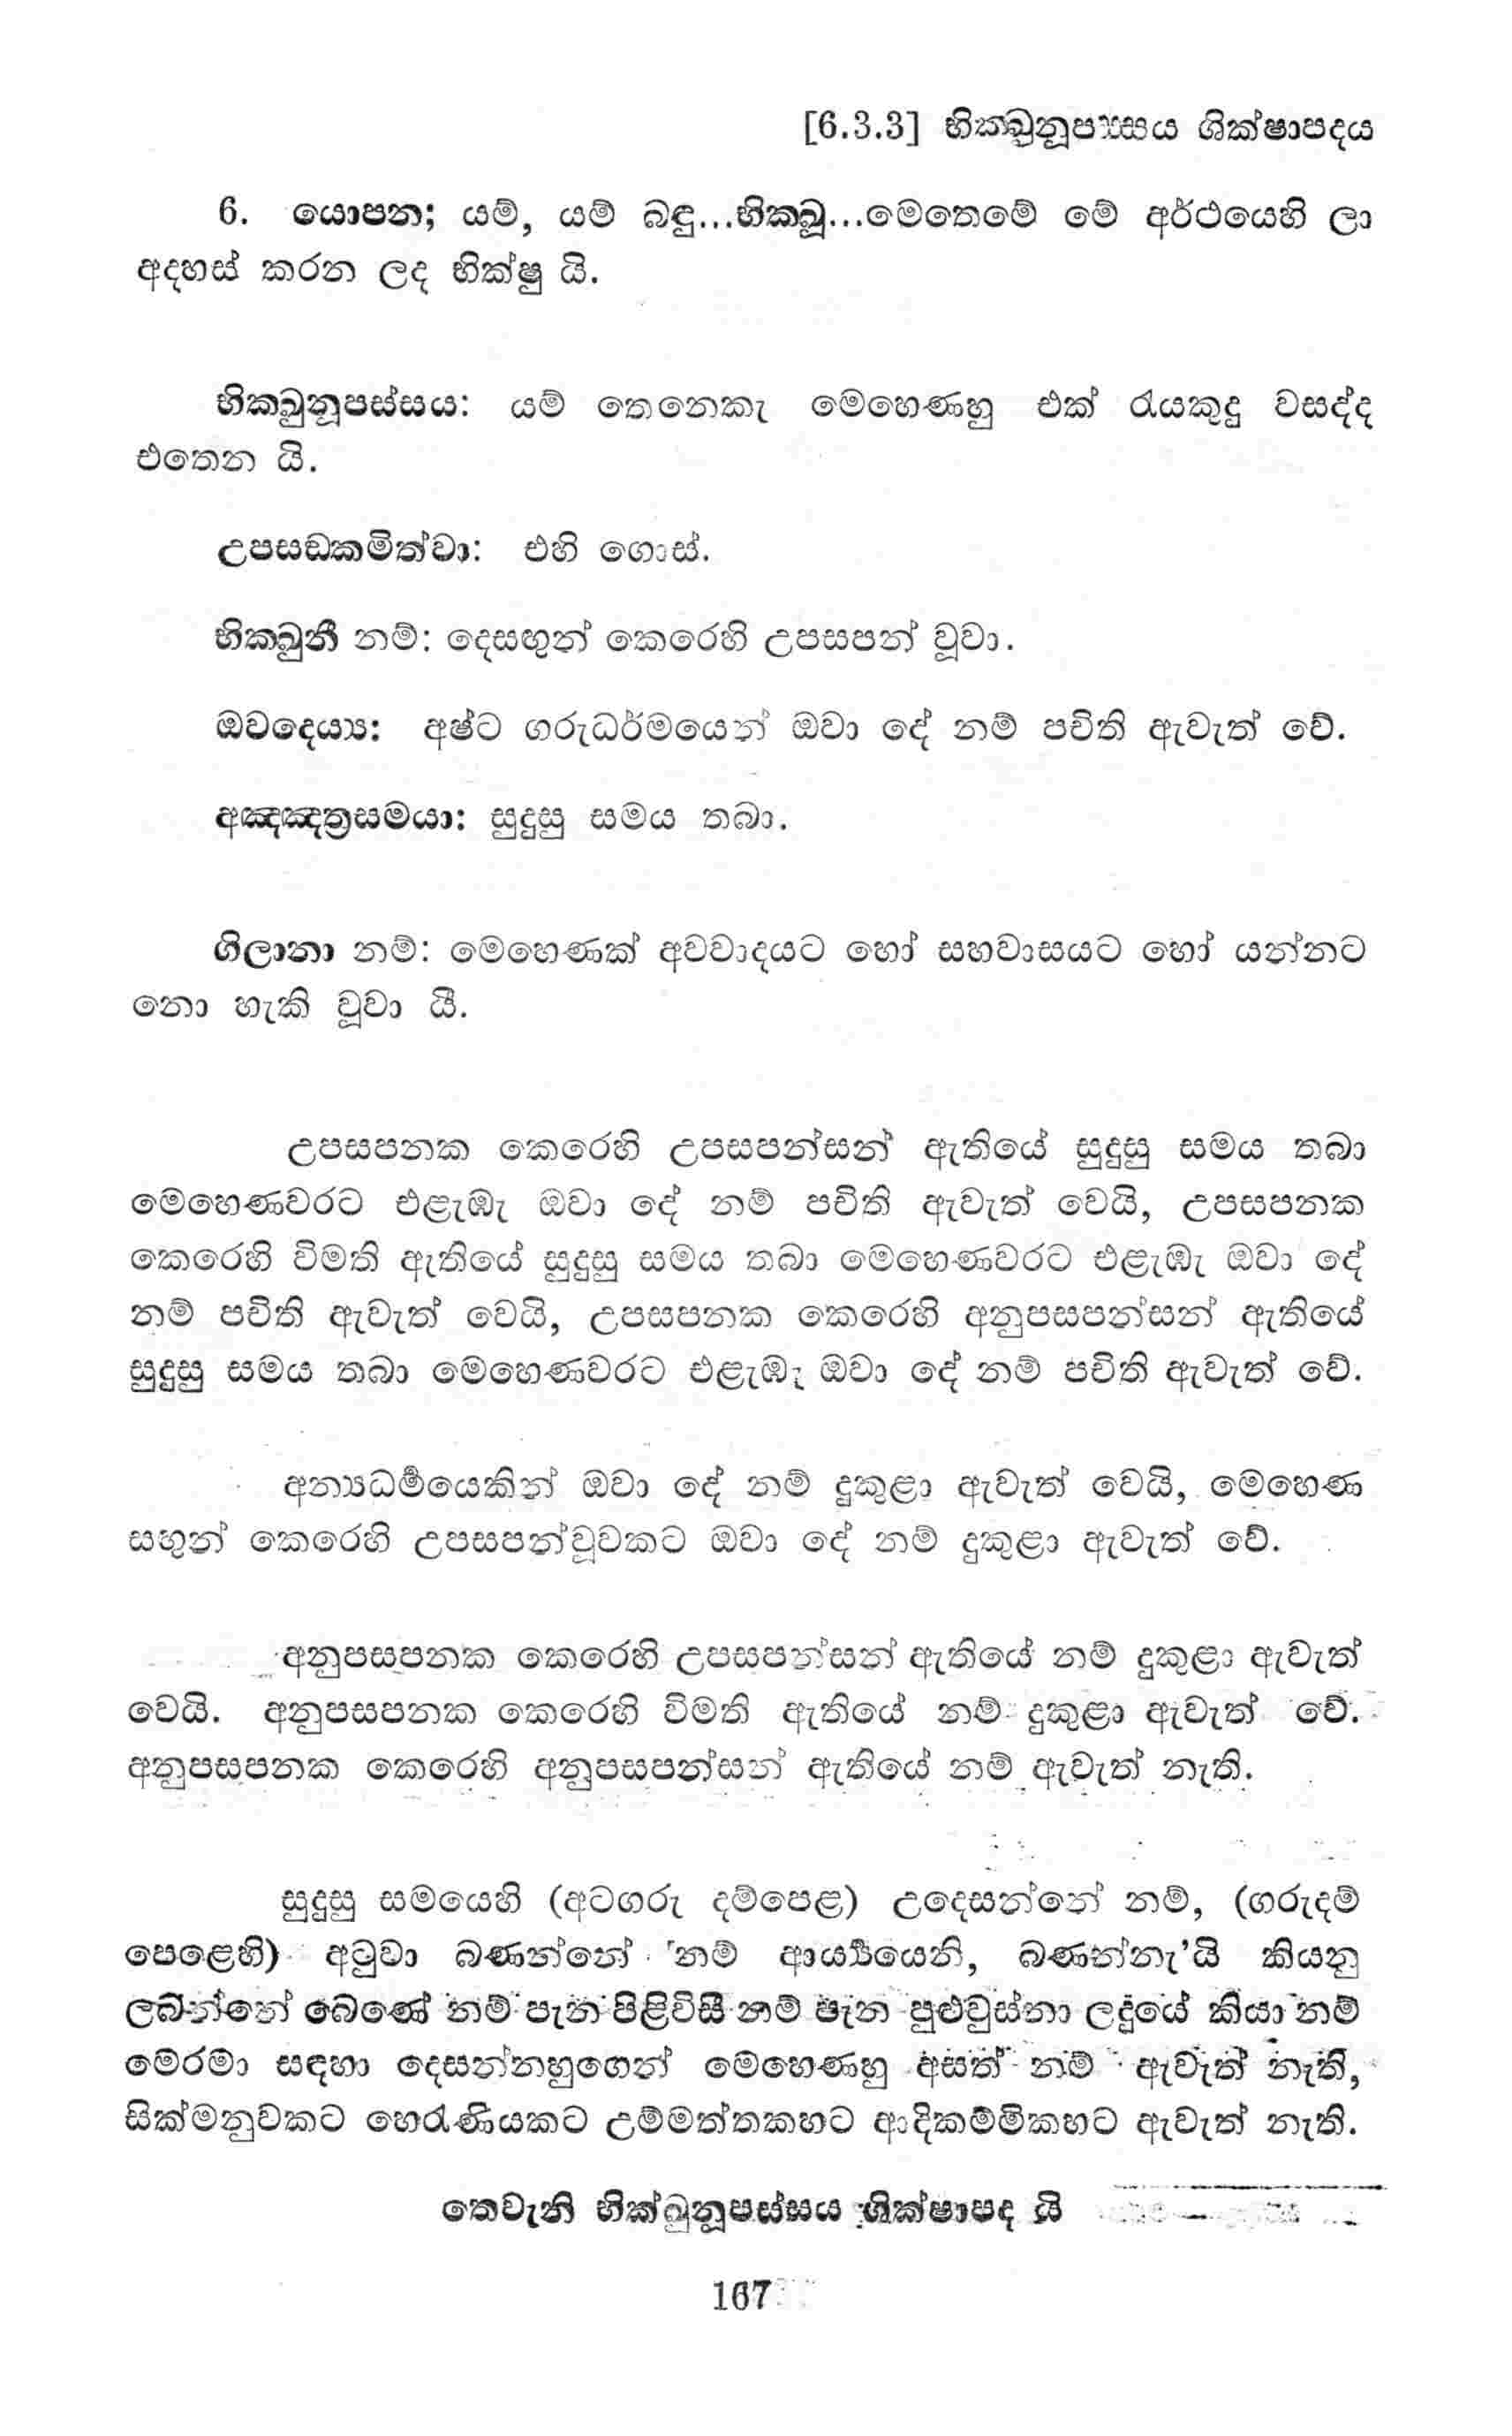 [6.3.3] භික්ඛුනූපස්සය ශික්ෂාපදය
6. යොපන; යම්, යම් බඳු...භික්ඛු...මෙතෙමේ මේ අර්ථයෙහි ලා
අදහස් කරන ලද භික්ෂු යි.
භික්ඛුනූපස්සය: යම් තෙනෙකැ මෙහෙණහු එක් රැයකුදු වසද්ද
එතෙන යි.
උපසඞ්කමිත්වා: එහි ගොස්.
භික්ඛුනී නම්: දෙසඟුන් කෙරෙහි උපසපන් වූවා.
ඔවදෙය්‍ය: අෂ්ට ගරුධර්මයෙන් ඔවා දේ නම් පචිති ඇවැත් වේ.
අඤ්ඤත්‍රසමයා: සුදුසු සමය තබා.
ගිලානා නම්: මෙහෙණක් අවවාදයට හෝ සහවාසයට හෝ යන්නට
නො හැකි වූවා යී.
උපසපනක කෙරෙහි උපසපන්සන් ඇතියේ සුදුසු සමය තබා
මෙහෙණවරට එළැඹැ ඔවා දේ නම් පචිති ඇවැත් වෙයි, උපසපනක
කෙරෙහි විමති ඇතියේ සුදුසු සමය තබා මෙහෙණවරට එළැඹැ ඔවා දේ
නම් පචිති ඇවැත් වෙයි, උපසපනක කෙරෙහි අනුපසපන්සන් ඇතියේ
සුදුසු සමය තබා මෙහෙණවරට එළැඹැ ඔවා දේ නම් පචිති ඇවැත් වේ.
අන්‍යධර්‍මයෙකින් ඔවා දේ නම් දුකුළා ඇවැත් වෙයි, මෙහෙණ
සඟුන් කෙරෙහි උපසපන්වූවකට ඔවා දේ නම් දුකුළා ඇවැත් වේ.
අනුපසපනක කෙරෙහි උපසපන්සන් ඇතියේ නම් දුකුළා ඇවැත්
වෙයි. අනුපසපනක කෙරෙහි විමති ඇතියේ නම් දුකුළා ඇවැත් වේ.
අනුපසපනක කෙරෙහි අනුපසපන්සන් ඇතියේ නම් ඇවැත් නැති.
සුදුසු සමයෙහි (අටගරු දම්පෙළ) උදෙසන්නේ නම්, (ගරුදම්
පෙළෙහි) අටුවා බණන්නේ නම් ආර්‍ය්‍යයෙනි, බණන්නැ'යි කියනු
ලබන්නේ බෙණේ නම් පැන පිළිවිසී නම් පැන පුළුවුස්නා ලදුයේ කියා නම්
මෙරමා සඳහා දෙසන්නහුගෙන් මෙහෙණහු අසත් නම් ඇවැත් නැති,
සික්මනුවකට හෙරැණියකට උම්මත්තකහට ආදිකම්මිකහට ඇවැත් නැති.
තෙවැනි භික්ඛුනූපස්සය ශික්ෂාපද යි
167